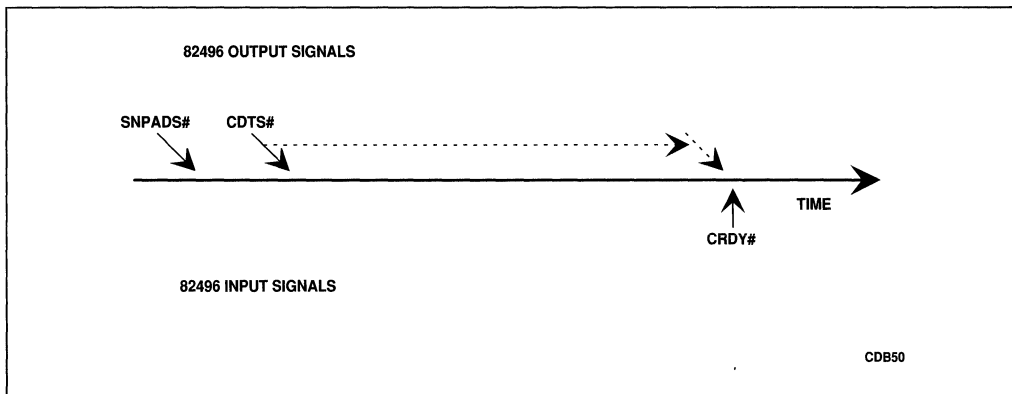 82496 OUTPUT SIGNALS
SNPADS# CDTS#
TIME
CRDY#
82496 INPUT SIGNALS
CDB50